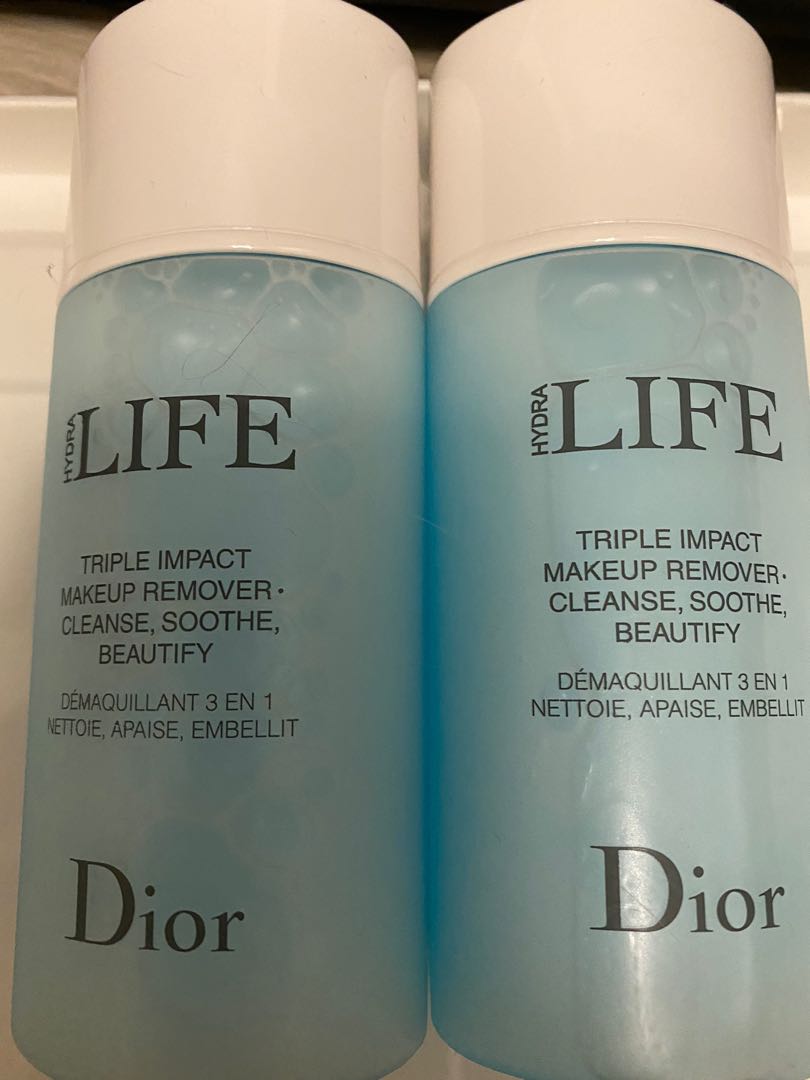 HYDRA LIFE
TRIPLE IMPACT
MAKEUP REMOVER•
CLEANSE, SOOTHE,
BEAUTIFY
DÉMAQUILLANT 3 EN 1
NETTOIE, APAISE, EMBELLIT
Dior
HYDRA LIFE
TRIPLE IMPACT
MAKEUP REMOVER•
CLEANSE, SOOTHE,
BEAUTIFY
DÉMAQUILLANT 3 EN 1
NETTOIE, APAISE, EMBELLIT
Dior